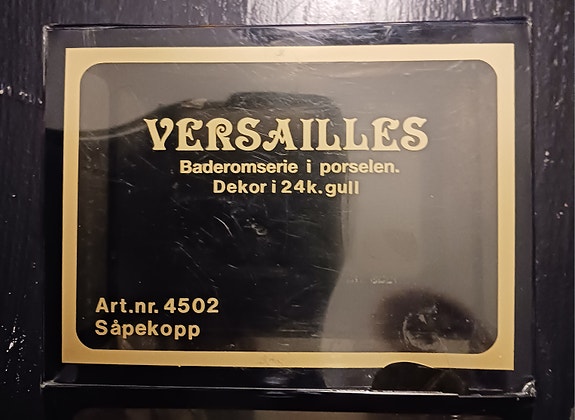 VERSAILLES
Baderomserie i porselen.
Dekor i 24k. gull
Art.nr. 4502
Såpekopp